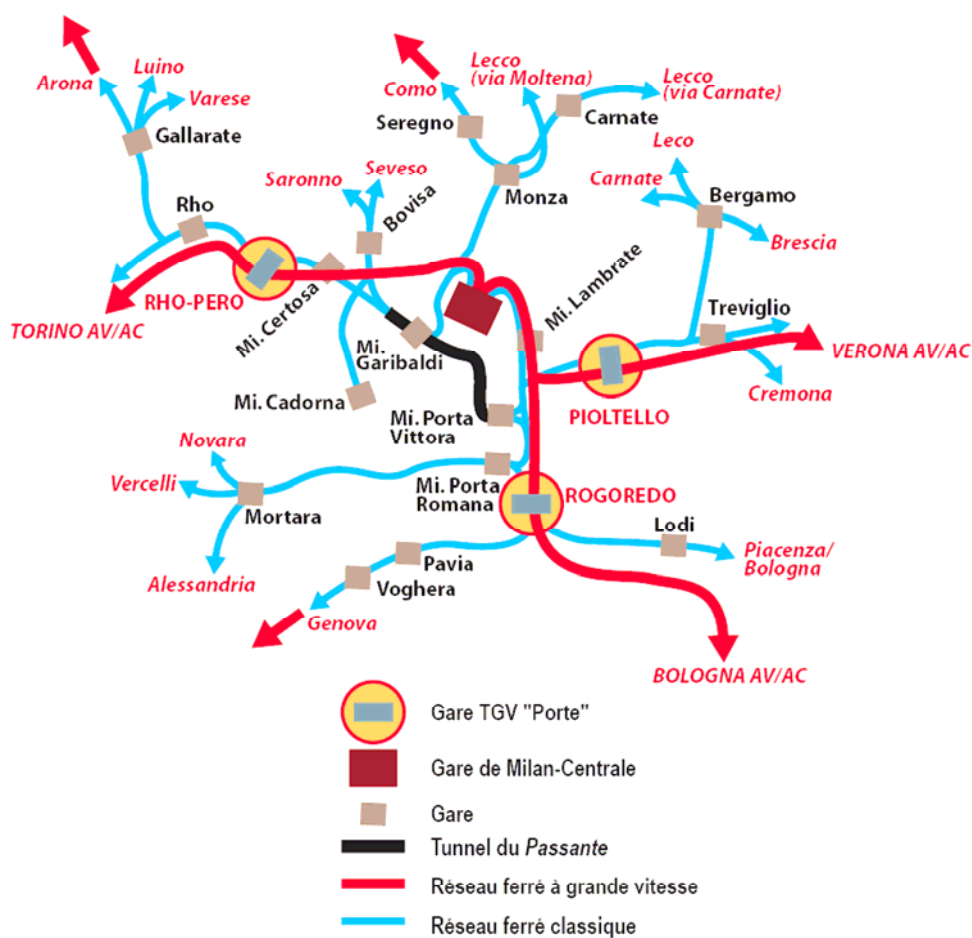 Arona
Luino
Varese
Gallarate
Como
Lecco
(via Moltena)
Lecco
(via Carnate)
Seregno
Carnate
Monza
Saronno
Seveso
Bovisa
Rho
Leco
Carnate
Bergamo
Brescia
RHO-PERO
TORINO AV/AC
Mi. Certosa
Mi.
Garibaldi
Mi. Lambrate
Treviglio
VERONA AV/AC
Cremona
PIOLTELLO
Mi. Cadorna
Mi. Porta
Vittora
Novara
Vercelli
Mortara
Alessandria
Mi. Porta
Romana
ROGOREDO
Lodi
Piacenza/
Bologna
Pavia
Voghera
Genova
BOLOGNA AV/AC
Gare TGV "Porte"
Gare de Milan-Centrale
Gare
Tunnel du Passante
Réseau ferré à grande vitesse
Réseau ferré classique